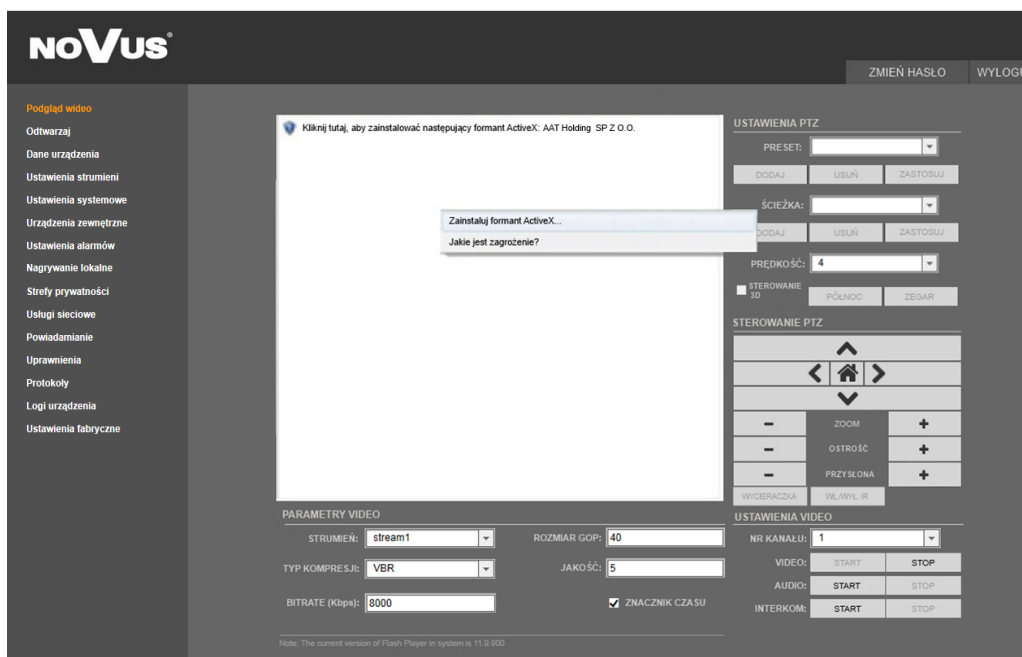 NOVUS®
ZMIEŃ HASŁO
WYLOGU
Podgląd wideo
Odtwarzaj
Dane urządzenia
Ustawienia strumieni
Ustawienia systemowe
Urządzenia zewnętrzne
Ustawienia alarmów
Nagrywanie lokalne
Strefy prywatności
Usługi sieciowe
Powiadamianie
Uprawnienia
Protokoły
Logi urządzenia
Ustawienia fabryczne
Kliknij tutaj, aby zainstalować następujący formant ActiveX: AAT Holding SP Z O.O.
Zainstaluj formant ActiveX...
Jakie jest zagrożenie?
PARAMETRY VIDEO
STRUMIEŃ: stream1 ROZMIAR GOP: 40
TYP KOMPRESJI: VBR JAKOŚĆ: 5
BITRATE (Kbps): 8000 ZNACZNIK CZASU
Note: The current version of Flash Player in system is 11.9.900
USTAWIENIA PTZ
PRESET:
DODAJ USUŃ ZASTOSUJ
ŚCIEŻKA:
DODAJ USUŃ ZASTOSUJ
PRĘDKOŚĆ: 4
STEROWANIE
3D
PÓŁNOC ZEGAR
STEROWANIE PTZ
- ZOOM +
- OSTROŚĆ +
- PRZYSŁONA +
WYCIERACZKA WŁ./WYŁ. IR
USTAWIENIA VIDEO
NR KANAŁU: 1
VIDEO: START STOP
AUDIO: START STOP
INTERKOM: START STOP